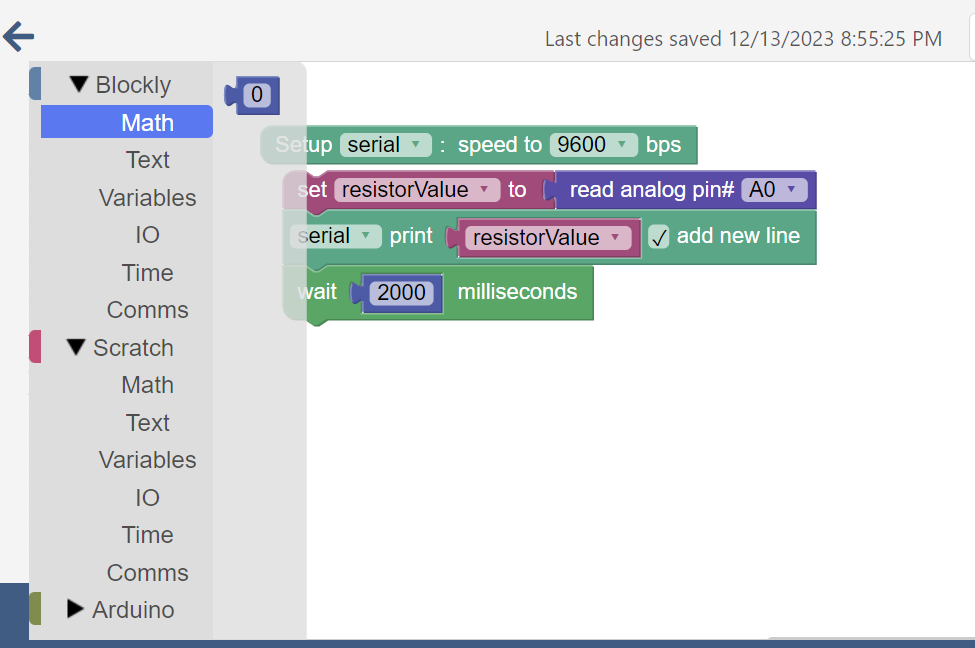 Last changes saved 12/13/2023 8:55:25 PM
Blockly
Math
Text
Variables
IO
Time
Comms
Scratch
Math
Text
Variables
IO
Time
Comms
Arduino
0
Setup serial : speed to 9600 bps
set resistorValue to read analog pin# A0
serial print resistorValue ✓ add new line
wait 2000 milliseconds